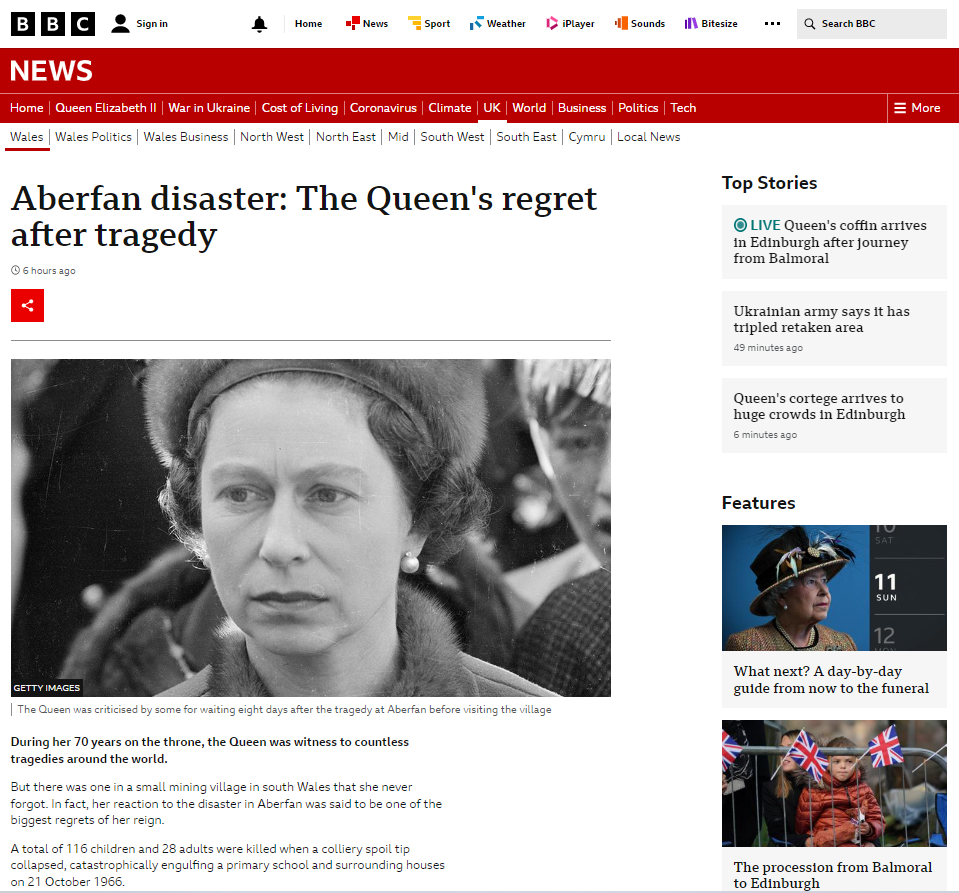 BBC
Sign in
Home
News
Sport
Weather
iPlayer
Sounds
Bitesize
Search BBC
NEWS
Home
Queen Elizabeth II
War in Ukraine
Cost of Living
Coronavirus
Climate
UK
World
Business
Politics
Tech
More
Wales
Wales Politics
Wales Business
North West
North East
Mid
South West
South East
Cymru
Local News
Aberfan disaster: The Queen's regret
after tragedy
6 hours ago
GETTY IMAGES
The Queen was criticised by some for waiting eight days after the tragedy at Aberfan before visiting the village
During her 70 years on the throne, the Queen was witness to countless
tragedies around the world.
But there was one in a small mining village in south Wales that she never
forgot. In fact, her reaction to the disaster in Aberfan was said to be one of the
biggest regrets of her reign.
A total of 116 children and 28 adults were killed when a colliery spoil tip
collapsed, catastrophically engulfing a primary school and surrounding houses
on 21 October 1966.
Top Stories
LIVE Queen's coffin arrives
in Edinburgh after journey
from Balmoral
Ukrainian army says it has
tripled retaken area
49 minutes ago
Queen's cortege arrives to
huge crowds in Edinburgh
6 minutes ago
Features
10
SAT
11
SUN
12
MON
What next? A day-by-day
guide from now to the funeral
The procession from Balmoral
to Edinburgh